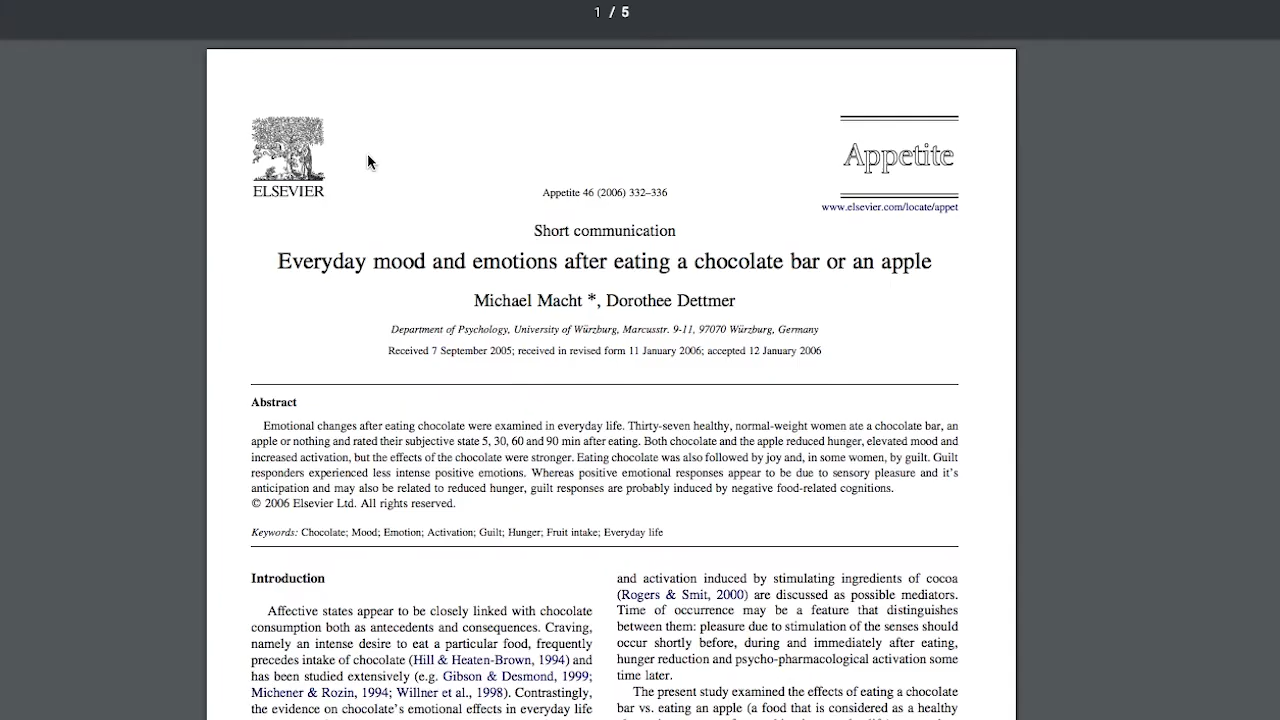 1 / 5
ELSEVIER
Appetite
Appetite 46 (2006) 332–336
www.elsevier.com/locate/appet
Short communication
Everyday mood and emotions after eating a chocolate bar or an apple
Michael Macht *, Dorothee Dettmer
Department of Psychology, University of Würzburg, Marcusstr. 9-11, 97070 Würzburg, Germany
Received 7 September 2005; received in revised form 11 January 2006; accepted 12 January 2006
Abstract
Emotional changes after eating chocolate were examined in everyday life. Thirty-seven healthy, normal-weight women ate a chocolate bar, an
apple or nothing and rated their subjective state 5, 30, 60 and 90 min after eating. Both chocolate and the apple reduced hunger, elevated mood and
increased activation, but the effects of the chocolate were stronger. Eating chocolate was also followed by joy and, in some women, by guilt. Guilt
responders experienced less intense positive emotions. Whereas positive emotional responses appear to be due to sensory pleasure and it's
anticipation and may also be related to reduced hunger, guilt responses are probably induced by negative food-related cognitions.
© 2006 Elsevier Ltd. All rights reserved.
Keywords: Chocolate; Mood; Emotion; Activation; Guilt; Hunger; Fruit intake; Everyday life
Introduction
Affective states appear to be closely linked with chocolate
consumption both as antecedents and consequences. Craving,
namely an intense desire to eat a particular food, frequently
precedes intake of chocolate (Hill & Heaten-Brown, 1994) and
has been studied extensively (e.g. Gibson & Desmond, 1999;
Michener & Rozin, 1994; Willner et al., 1998). Contrastingly,
the evidence on chocolate's emotional effects in everyday life
and activation induced by stimulating ingredients of cocoa
(Rogers & Smit, 2000) are discussed as possible mediators.
Time of occurrence may be a feature that distinguishes
between them: pleasure due to stimulation of the senses should
occur shortly before, during and immediately after eating,
hunger reduction and psycho-pharmacological activation some
time later.
The present study examined the effects of eating a chocolate
bar vs. eating an apple (a food that is considered as a healthy